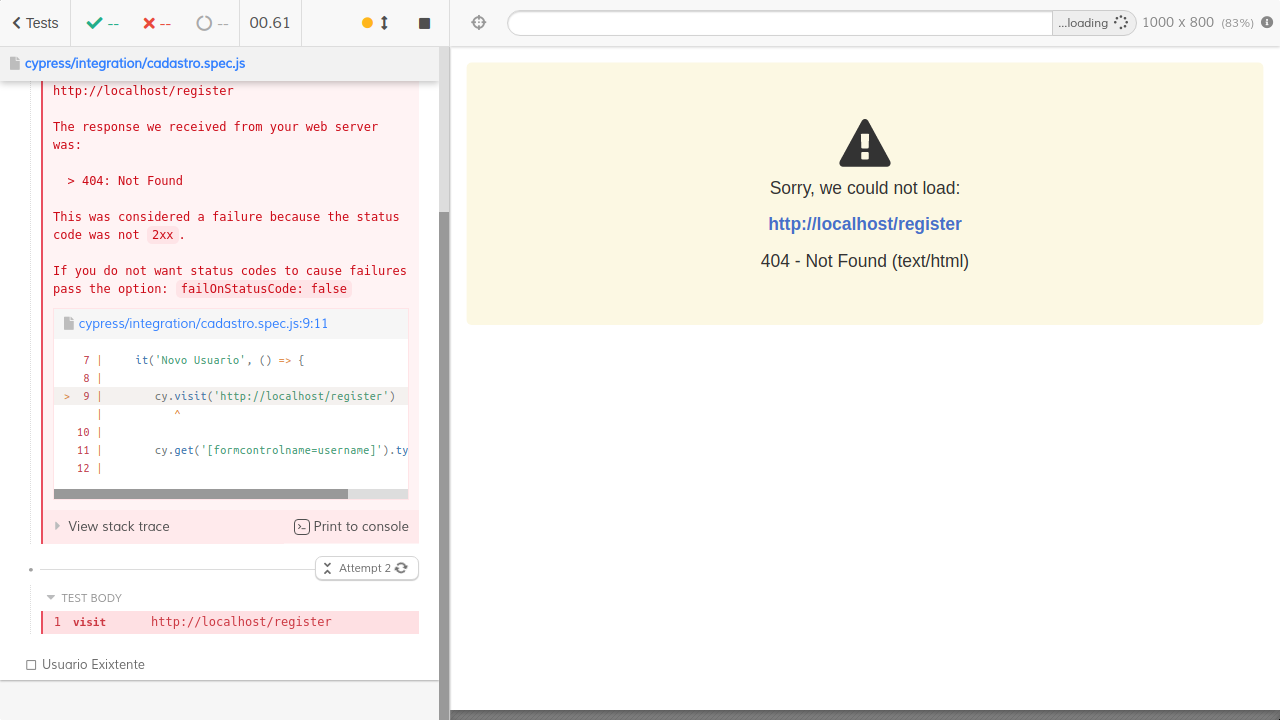 Tests
--
--
--
00.61
...loading
1000 x 800 (83%)
cypress/integration/cadastro.spec.js
http://localhost/register
The response we received from your web server
was:
> 404: Not Found
This was considered a failure because the status
code was not 2xx.
If you do not want status codes to cause failures
pass the option: failOnStatusCode: false
cypress/integration/cadastro.spec.js:9:11
7 | it('Novo Usuario', () => {
8 |
> 9 | cy.visit('http://localhost/register')
| ^
10 |
11 | cy.get('[formcontrolname=username]').ty
12 |
View stack trace
Print to console
Attempt 2
TEST BODY
1 visit http://localhost/register
Usuario Exixtente
Sorry, we could not load:
http://localhost/register
404 - Not Found (text/html)